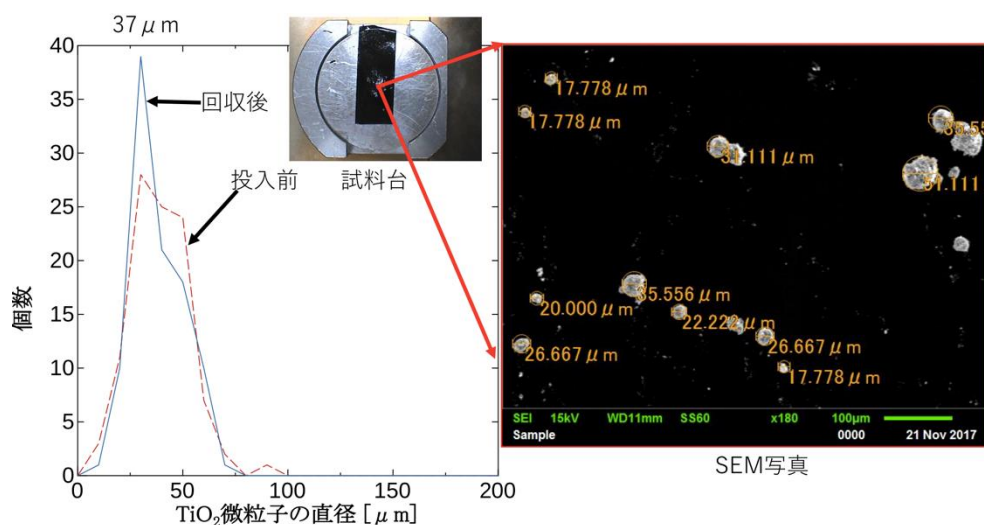 37μm
40
35
30
25
20
15
10
5
0
個数
0
50
100
150
200
TiO₂微粒子の直径 [μm]
回収後
投入前
試料台
17.778μm
17.778μm
31.111μm
35.55
51.111
35.556μm
20.000μm
22.222μm
26.667μm
26.667μm
17.778μm
SEI 15kV WD11mm SS60 x180 100μm
Sample 0000 21 Nov 2017
SEM写真